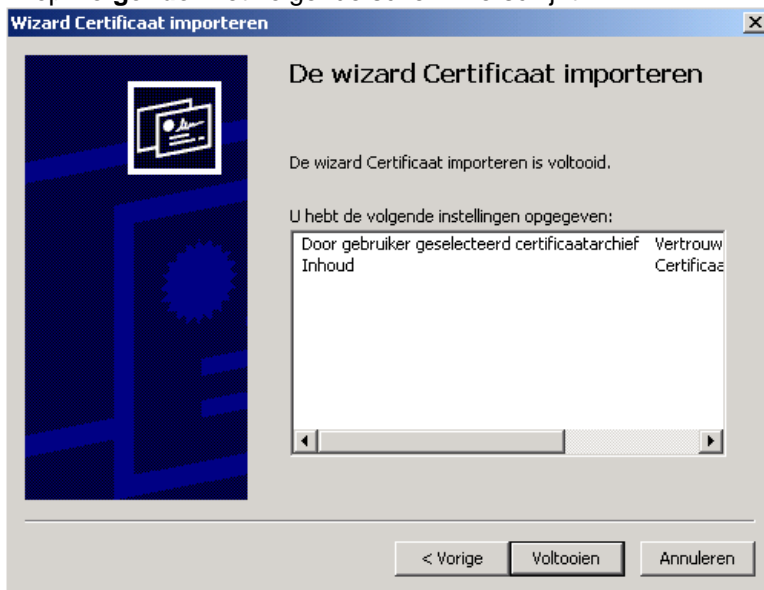 Wizard Certificaat importeren
De wizard Certificaat importeren
De wizard Certificaat importeren is voltooid.
U hebt de volgende instellingen opgegeven:
Door gebruiker geselecteerd certificaatarchief Vertrouw
Inhoud Certificaa
< Vorige Voltooien Annuleren